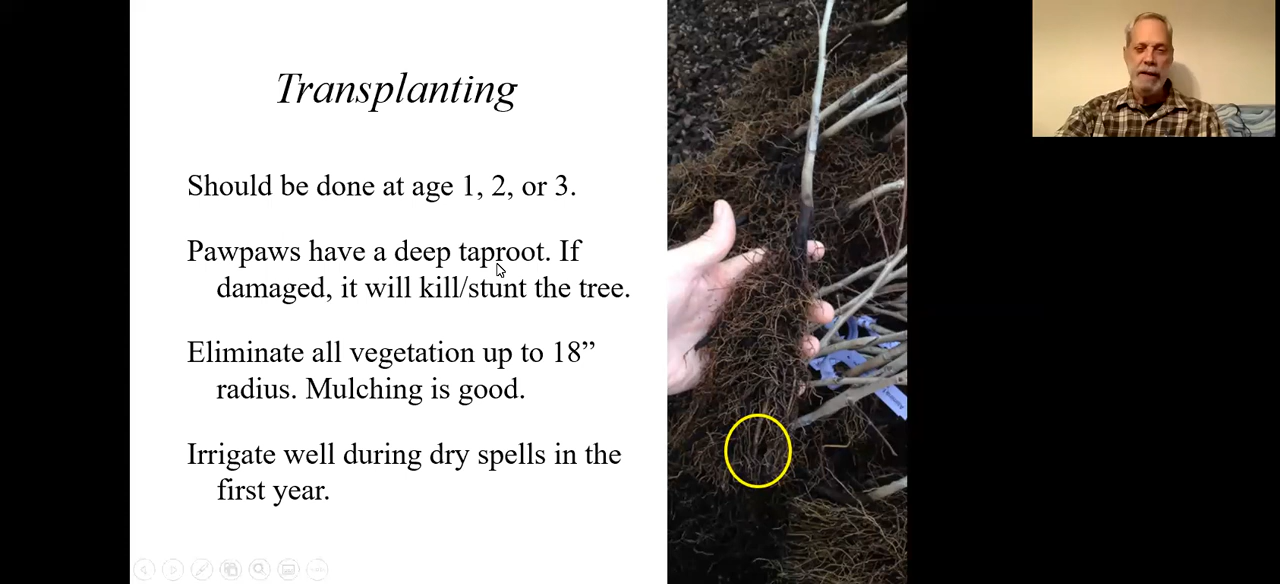 Transplanting
Should be done at age 1, 2, or 3.
Pawpaws have a deep taproot. If
damaged, it will kill/stunt the tree.
Eliminate all vegetation up to 18”
radius. Mulching is good.
Irrigate well during dry spells in the
first year.